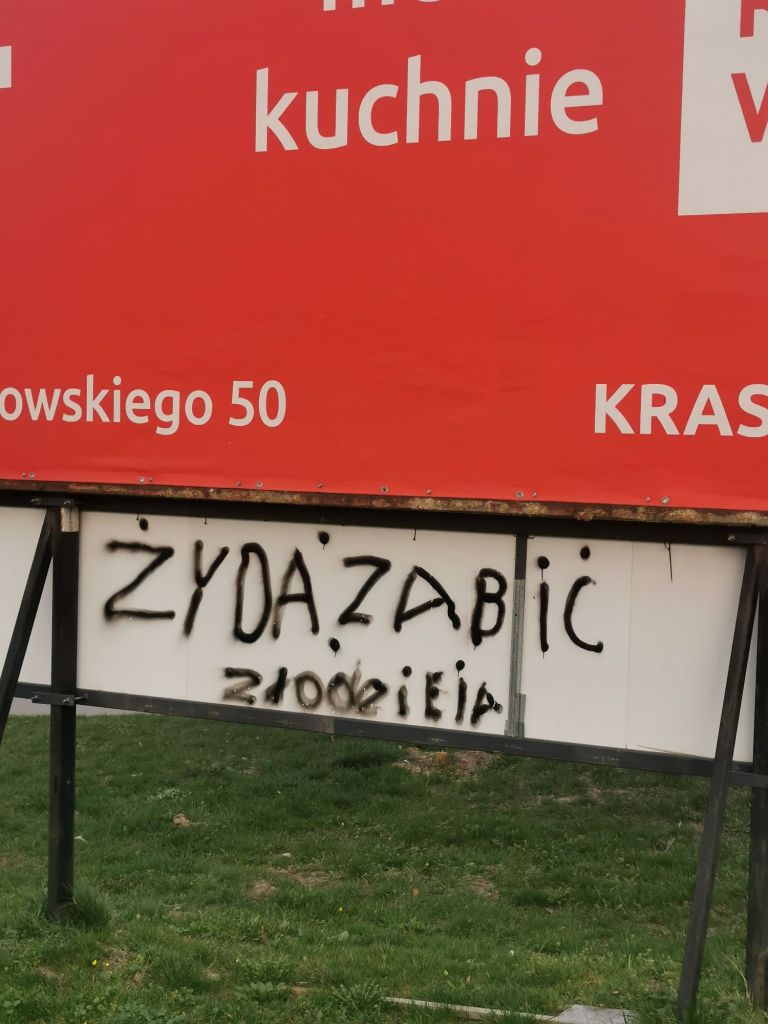 kuchnie
owskiego 50
KRAS
ŻYDA ZABIĆ
ZŁODZIEJA